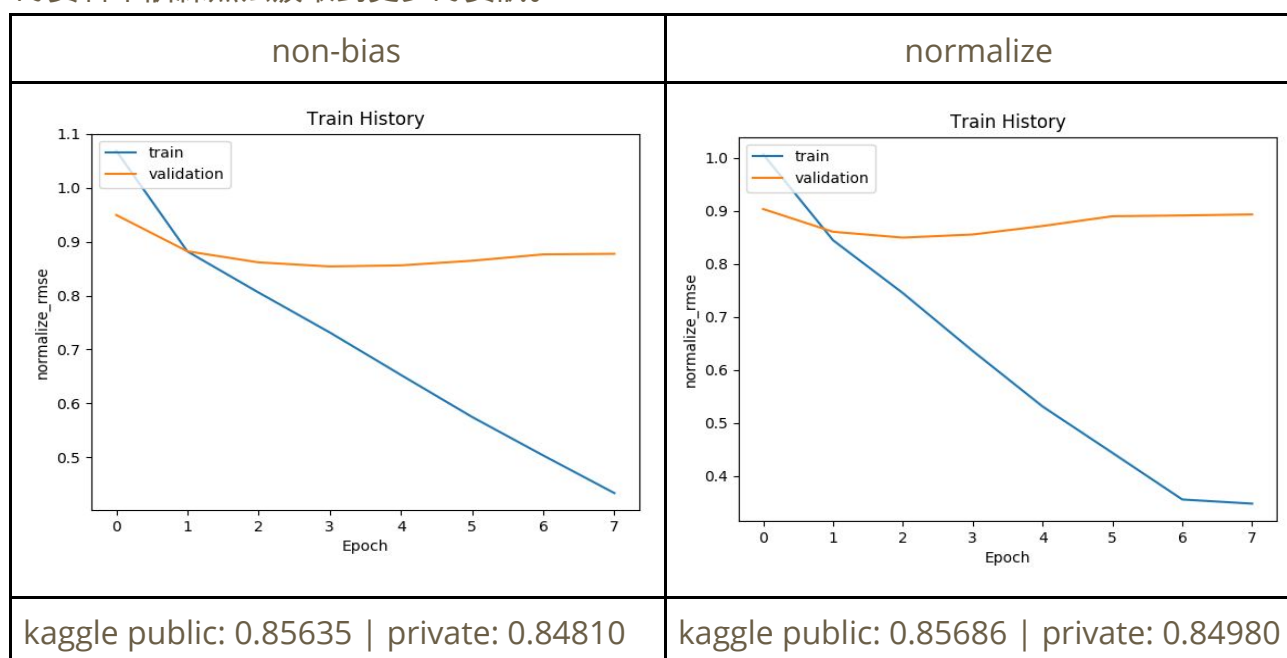 non-bias
normalize
Train History
train
validation
1.1
1.0
0.9
0.8
0.7
0.6
0.5
normalize_rmse
0 1 2 3 4 5 6 7
Epoch
Train History
train
validation
1.0
0.9
0.8
0.7
0.6
0.5
0.4
normalize_rmse
0 1 2 3 4 5 6 7
Epoch
kaggle public: 0.85635 | private: 0.84810
kaggle public: 0.85686 | private: 0.84980